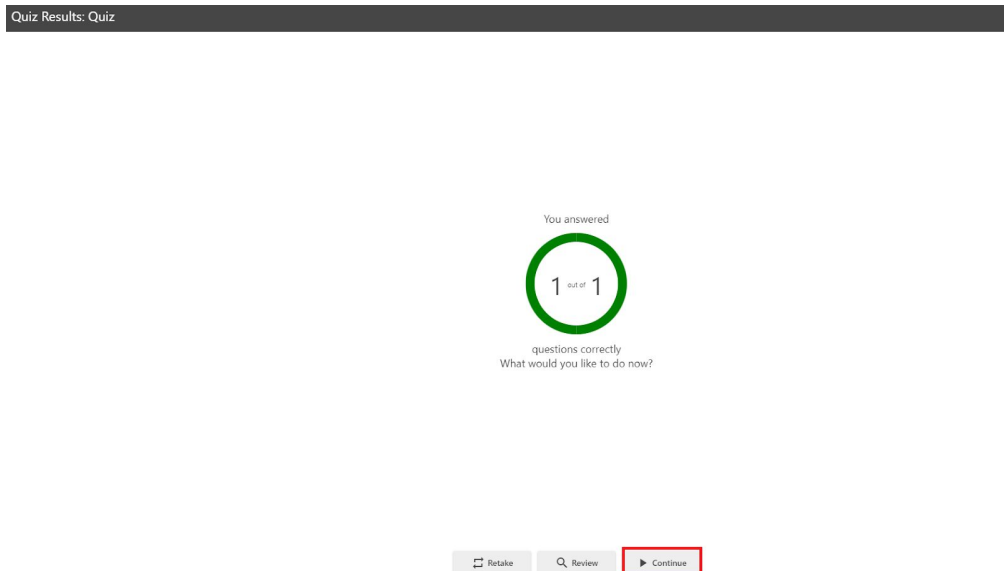 Quiz Results: Quiz
You answered
1 out of 1
questions correctly
What would you like to do now?
Retake Review Continue